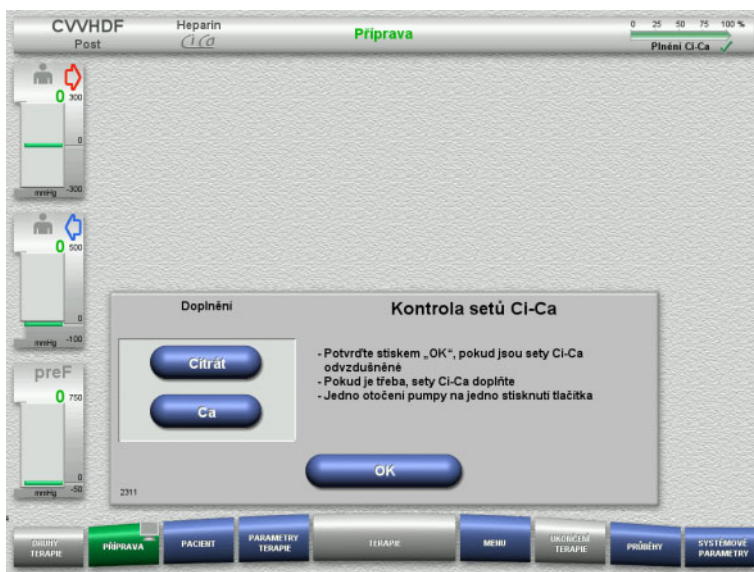 CVVHDF
Post
Heparin
Ci Ca
Příprava
0 25 50 75 100 %
Plnění Ci-Ca
0
300
0
-300
mmHg
0
500
0
-100
mmHg
preF
0
750
0
-50
mmHg
Doplnění
Kontrola setů Ci-Ca
Citrát
Ca
- Potvrďte stiskem „OK“, pokud jsou sety Ci-Ca
odvzdušněné
- Pokud je třeba, sety Ci-Ca doplňte
- Jedno otočení pumpy na jedno stisknutí tlačítka
OK
2311
DRUHY
TERAPIE
PŘÍPRAVA
PACIENT
PARAMETRY
TERAPIE
TERAPIE
MENU
UKONČENÍ
TERAPIE
PRŮBĚHY
SYSTÉMOVÉ
PARAMETRY